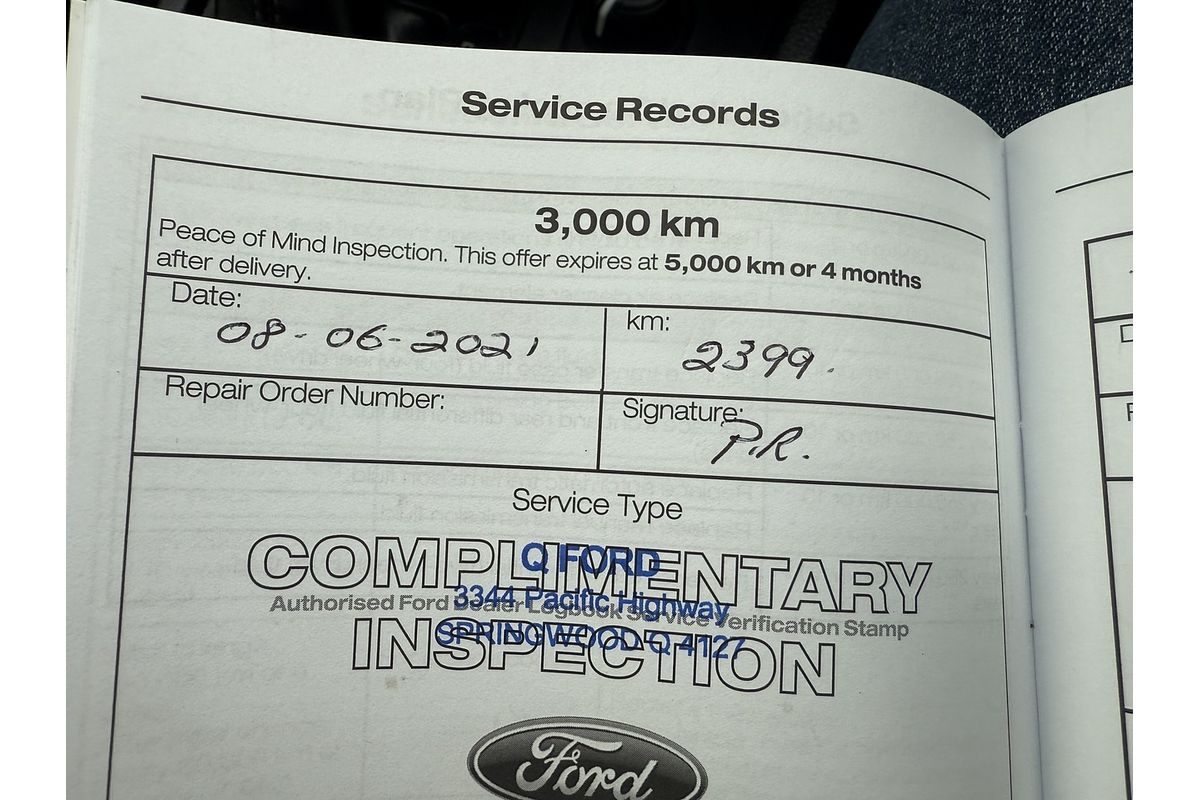 Service Records
3,000 km
Peace of Mind Inspection. This offer expires at 5,000 km or 4 months
after delivery.
Date:
08-06-2021
km:
2399.
Repair Order Number:
Signature:
P.R.
Service Type
COMPLIMENTARY
INSPECTION
Authorised Ford Dealer Logbook Service Verification Stamp
Q FORD
3344 Pacific Highway
SPRINGWOOD Q 4127
Ford